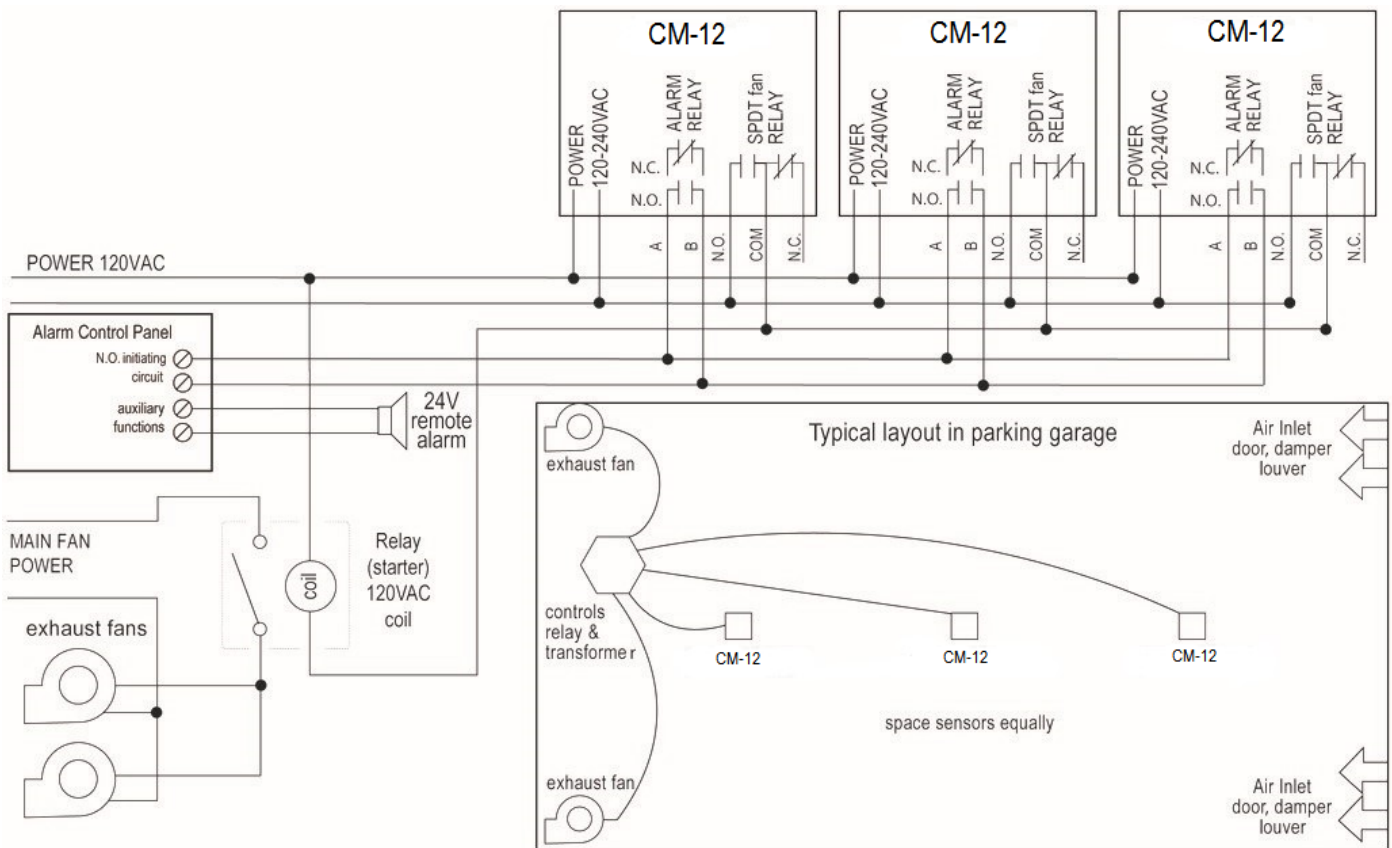 CM-12
POWER
120-240VAC
ALARM
RELAY
SPDT fan
RELAY
N.C.
N.O.
A
B
N.O.
COM
N.C.
CM-12
POWER
120-240VAC
ALARM
RELAY
SPDT fan
RELAY
N.C.
N.O.
A
B
N.O.
COM
N.C.
CM-12
POWER
120-240VAC
ALARM
RELAY
SPDT fan
RELAY
N.C.
N.O.
A
B
N.O.
COM
N.C.
POWER 120VAC
Alarm Control Panel
N.O. initiating
circuit
auxiliary
functions
24V
remote
alarm
MAIN FAN
POWER
coil
Relay
(starter)
120VAC
coil
exhaust fans
Typical layout in parking garage
exhaust fan
Air Inlet
door, damper
louver
controls
relay &
transformer
CM-12
CM-12
CM-12
space sensors equally
exhaust fan
Air Inlet
door, damper
louver